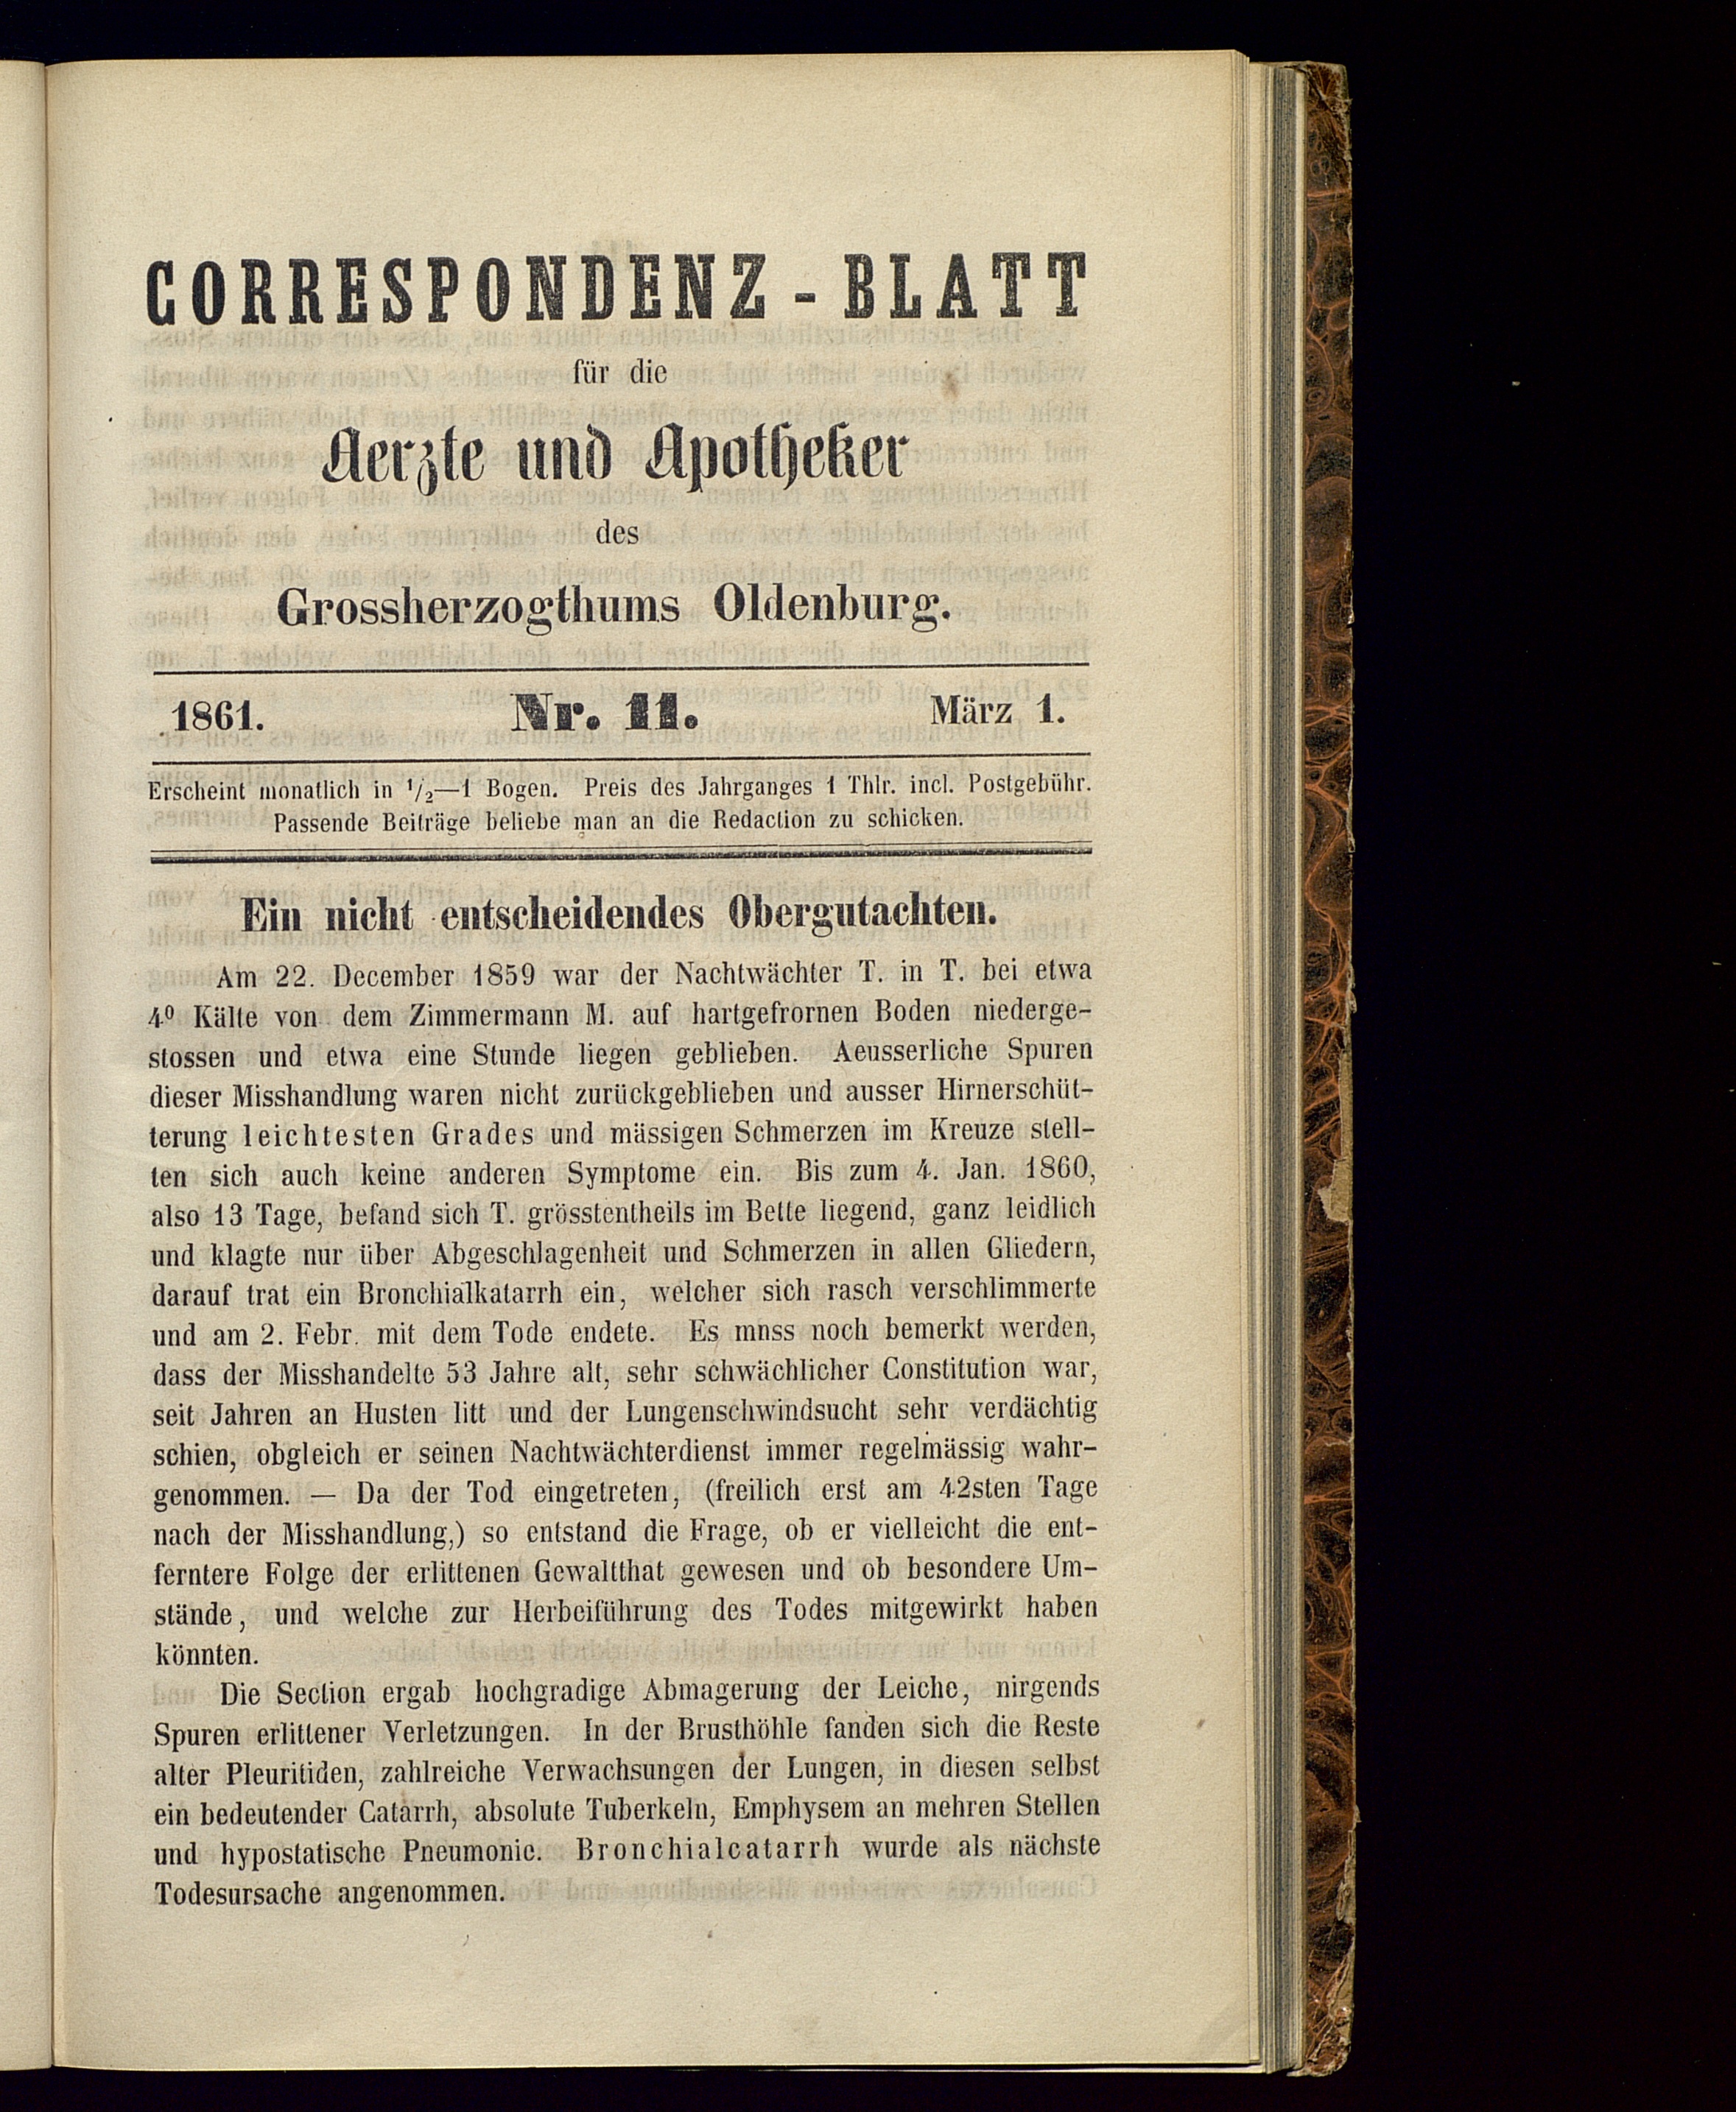 CORRESPONDENZ - BLATT
für die
Aerzte und Apotheker
des
Grossherzogthums Oldenburg.
1861. Nr. 11. März 1.
Erscheint monatlich in 1/2—1 Bogen. Preis des Jahrganges 1 Thlr. incl. Postgebühr.
Passende Beiträge beliebe man an die Redaction zu schicken.
Ein nicht entscheidendes Obergutachten.
Am 22. December 1859 war der Nachtwächter T. in T. bei etwa
4⁰ Kälte von dem Zimmermann M. auf hartgefrornen Boden niederge-
stossen und etwa eine Stunde liegen geblieben. Aeusserliche Spuren
dieser Misshandlung waren nicht zurückgeblieben und ausser Hirnerschüt-
terung leichtesten Grades und mässigen Schmerzen im Kreuze stell-
ten sich auch keine anderen Symptome ein. Bis zum 4. Jan. 1860,
also 13 Tage, befand sich T. grösstentheils im Bette liegend, ganz leidlich
und klagte nur über Abgeschlagenheit und Schmerzen in allen Gliedern,
darauf trat ein Bronchialkatarrh ein, welcher sich rasch verschlimmerte
und am 2. Febr. mit dem Tode endete. Es mnss noch bemerkt werden,
dass der Misshandelte 53 Jahre alt, sehr schwächlicher Constitution war,
seit Jahren an Husten litt und der Lungenschwindsucht sehr verdächtig
schien, obgleich er seinen Nachtwächterdienst immer regelmässig wahr-
genommen. — Da der Tod eingetreten, (freilich erst am 42sten Tage
nach der Misshandlung,) so entstand die Frage, ob er vielleicht die ent-
ferntere Folge der erlittenen Gewaltthat gewesen und ob besondere Um-
stände, und welche zur Herbeiführung des Todes mitgewirkt haben
könnten.
Die Section ergab hochgradige Abmagerung der Leiche, nirgends
Spuren erlittener Verletzungen. In der Brusthöhle fanden sich die Reste
alter Pleuritiden, zahlreiche Verwachsungen der Lungen, in diesen selbst
ein bedeutender Catarrh, absolute Tuberkeln, Emphysem an mehren Stellen
und hypostatische Pneumonie. Bronchialcatarrh wurde als nächste
Todesursache angenommen.